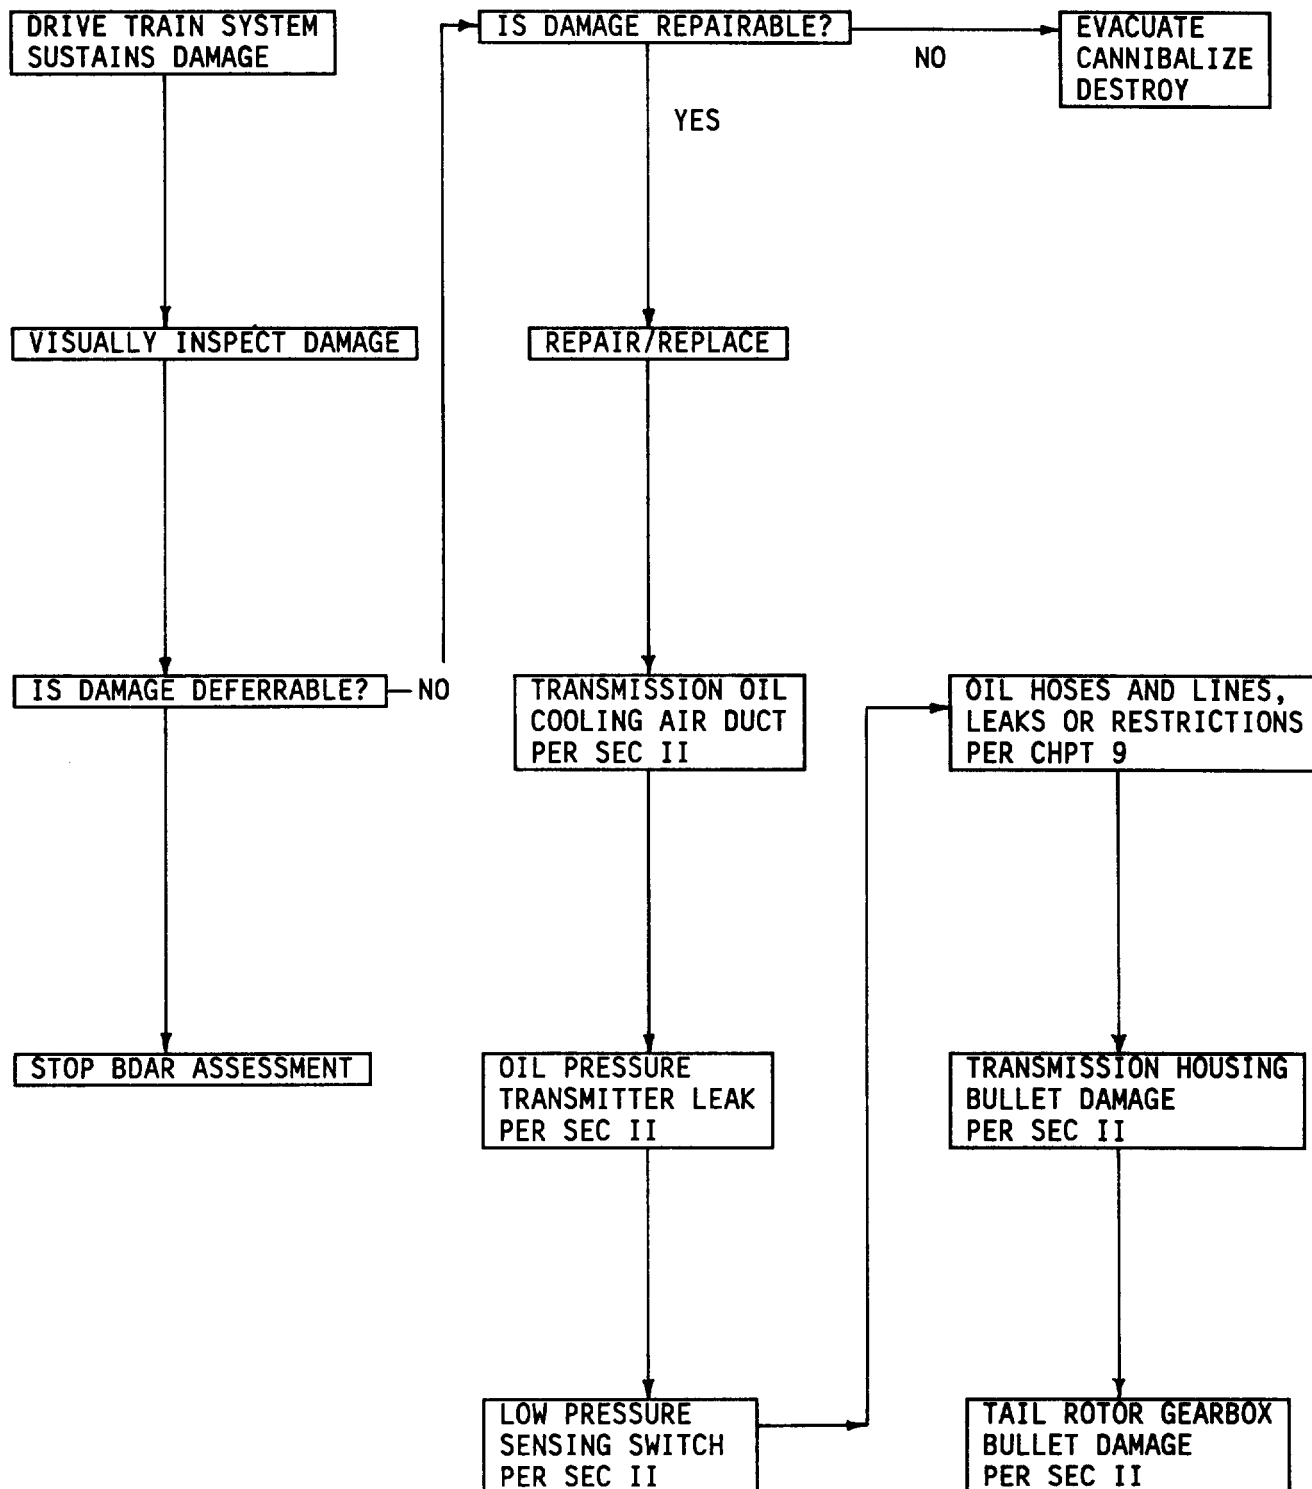 DRIVE TRAIN SYSTEM
SUSTAINS DAMAGE
VISUALLY INSPECT DAMAGE
IS DAMAGE DEFERRABLE?
NO
STOP BDAR ASSESSMENT
IS DAMAGE REPAIRABLE?
NO
EVACUATE
CANNIBALIZE
DESTROY
YES
REPAIR/REPLACE
TRANSMISSION OIL
COOLING AIR DUCT
PER SEC II
OIL PRESSURE
TRANSMITTER LEAK
PER SEC II
LOW PRESSURE
SENSING SWITCH
PER SEC II
OIL HOSES AND LINES,
LEAKS OR RESTRICTIONS
PER CHPT 9
TRANSMISSION HOUSING
BULLET DAMAGE
PER SEC II
TAIL ROTOR GEARBOX
BULLET DAMAGE
PER SEC II